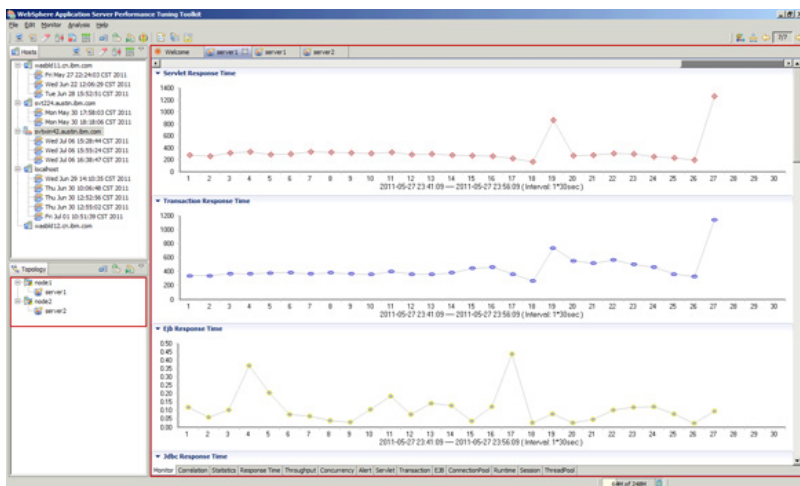 WebSphere Application Server Performance Tuning Toolkit
File Edit Monitor Analysis Help
Hosts
wasbld11.cn.ibm.com
Fri May 27 22:24:03 CST 2011
Wed Jun 22 12:06:29 CST 2011
Tue Jun 28 15:52:51 CST 2011
svt224.austin.ibm.com
Mon May 30 17:58:03 CST 2011
Mon May 30 18:18:06 CST 2011
Wed Jul 06 15:28:44 CST 2011
Wed Jul 06 15:55:24 CST 2011
Wed Jul 06 16:38:47 CST 2011
localhost
Wed Jun 29 14:10:35 CST 2011
Thu Jun 30 10:06:48 CST 2011
Thu Jun 30 12:52:36 CST 2011
Thu Jun 30 12:55:02 CST 2011
Fri Jul 01 10:51:39 CST 2011
wasbld12.cn.ibm.com
Topology
node1
server1
node2
server2
Welcome server1 server1 server2
Servlet Response Time
1400
1200
1000
800
600
400
200
0
1 2 3 4 5 6 7 8 9 10 11 12 13 14 15 16 17 18 19 20 21 22 23 24 25 26 27 28 29 30
2011-05-27 23:41:09 --- 2011-05-27 23:56:09 ( Interval: 1*30sec )
Transaction Response Time
1200
1000
800
600
400
200
0
1 2 3 4 5 6 7 8 9 10 11 12 13 14 15 16 17 18 19 20 21 22 23 24 25 26 27 28 29 30
2011-05-27 23:41:09 --- 2011-05-27 23:56:09 ( Interval: 1*30sec )
Ejb Response Time
0.50
0.45
0.40
0.35
0.30
0.25
0.20
0.15
0.10
0.05
0.00
1 2 3 4 5 6 7 8 9 10 11 12 13 14 15 16 17 18 19 20 21 22 23 24 25 26 27 28 29 30
2011-05-27 23:41:09 --- 2011-05-27 23:56:09 ( Interval: 1*30sec )
Jdbc Response Time
Monitor Correlation Statistics Response Time Throughput Concurrency Alert Servlet Transaction EJB ConnectionPool Runtime Session ThreadPool
of 248M